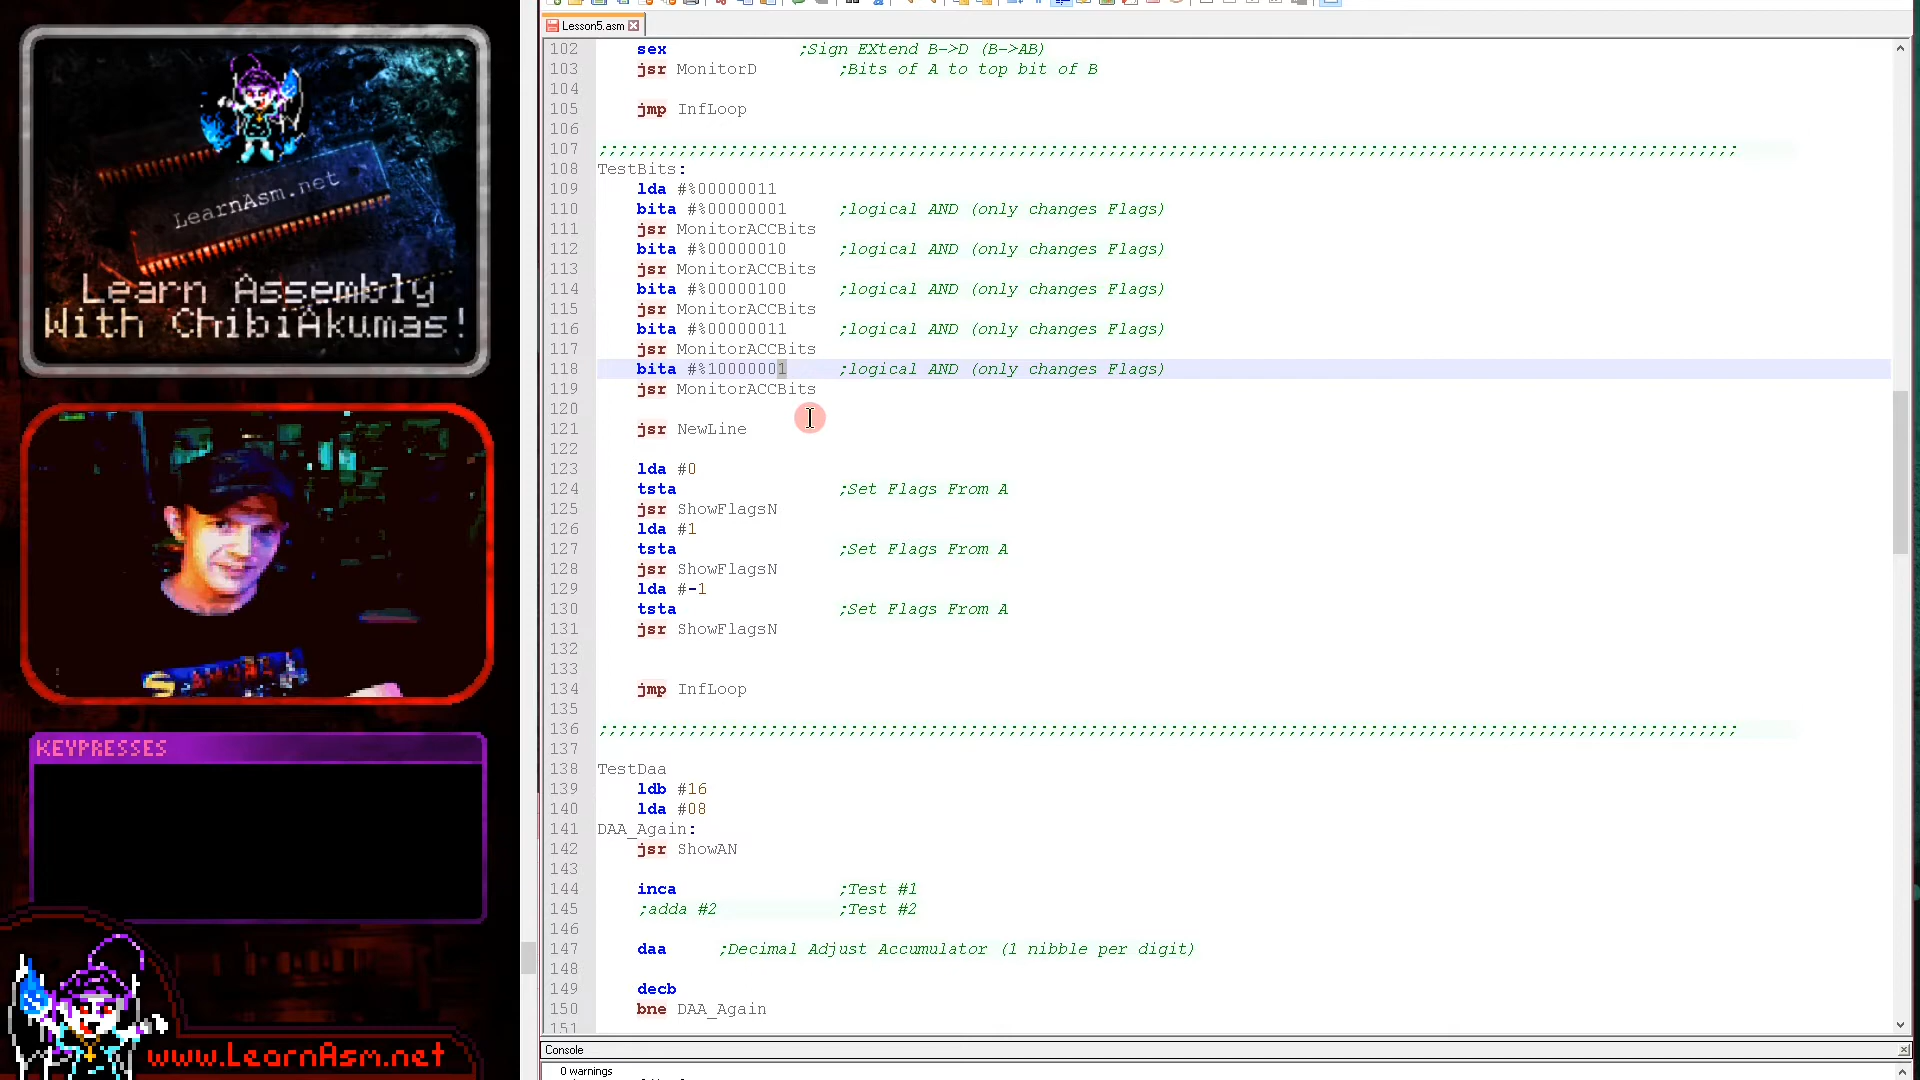 LearnAsm.net
Learn Assembly
With ChibiAkumas!
KEYPRESSES
www.LearnAsm.net
Lesson5.asm
102 sex ;Sign EXtend B->D (B->AB)
103 jsr MonitorD ;Bits of A to top bit of B
104
105 jmp InfLoop
106
107 ;;;;;;;;;;;;;;;;;;;;;;;;;;;;;;;;;;;;;;;;;;;;;;;;;;;;;;;;;;;;;;;;;;;;;;;;;;;;;;;;;;;;;;;;;;;;;;;;;;;;;;;;;;;;;;;;;;
108 TestBits:
109 lda #%00000011
110 bita #%00000001 ;logical AND (only changes Flags)
111 jsr MonitorACCBits
112 bita #%00000010 ;logical AND (only changes Flags)
113 jsr MonitorACCBits
114 bita #%00000100 ;logical AND (only changes Flags)
115 jsr MonitorACCBits
116 bita #%00000011 ;logical AND (only changes Flags)
117 jsr MonitorACCBits
118 bita #%10000001 ;logical AND (only changes Flags)
119 jsr MonitorACCBits
120
121 jsr NewLine
122
123 lda #0
124 tsta ;Set Flags From A
125 jsr ShowFlagsN
126 lda #1
127 tsta ;Set Flags From A
128 jsr ShowFlagsN
129 lda #-1
130 tsta ;Set Flags From A
131 jsr ShowFlagsN
132
133
134 jmp InfLoop
135
136 ;;;;;;;;;;;;;;;;;;;;;;;;;;;;;;;;;;;;;;;;;;;;;;;;;;;;;;;;;;;;;;;;;;;;;;;;;;;;;;;;;;;;;;;;;;;;;;;;;;;;;;;;;;;;;;;;;;
137
138 TestDaa
139 ldb #16
140 lda #08
141 DAA_Again:
142 jsr ShowAN
143
144 inca ;Test #1
145 ;adda #2 ;Test #2
146
147 daa ;Decimal Adjust Accumulator (1 nibble per digit)
148
149 decb
150 bne DAA_Again
151
Console
0 warnings